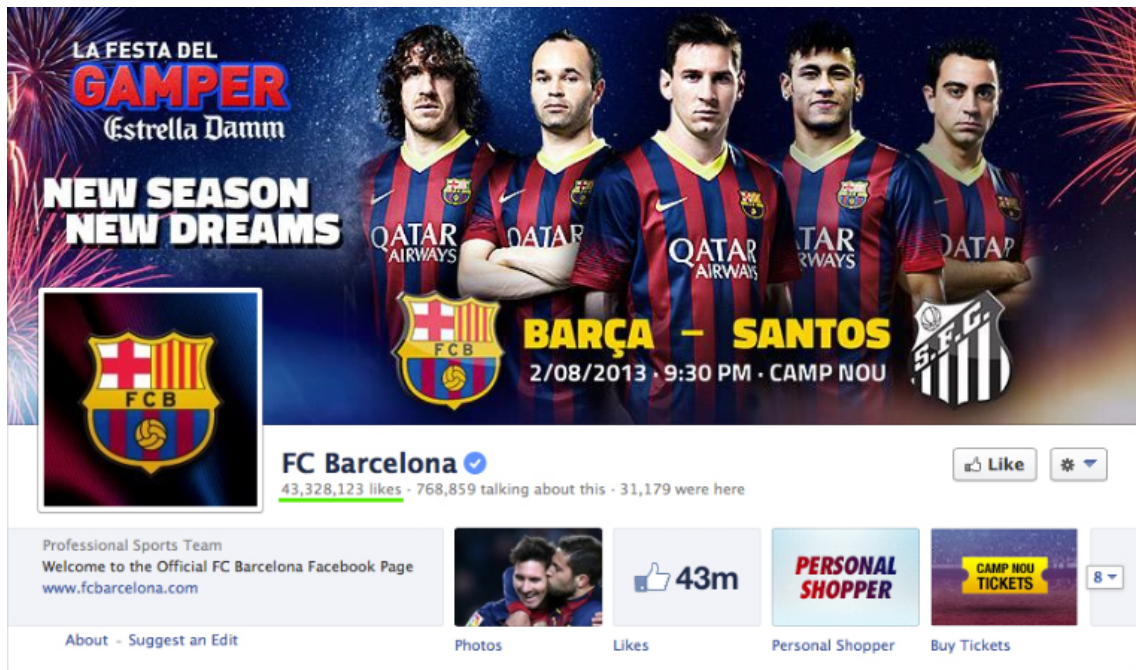 LA FESTA DEL
GAMPER
Estrella Damm
NEW SEASON
NEW DREAMS
QATAR
AIRWAYS
QATAR
QATAR
AIRWAYS
TAR
RWAYS
QATAR
FCB
BARÇA – SANTOS
S.F.C.
2/08/2013 · 9:30 PM · CAMP NOU
FCB
FC Barcelona
43,328,123 likes · 768,859 talking about this · 31,179 were here
Like
Professional Sports Team
Welcome to the Official FC Barcelona Facebook Page
www.fcbarcelona.com
About – Suggest an Edit
43m
PERSONAL
SHOPPER
CAMP NOU
TICKETS
8
Photos
Likes
Personal Shopper
Buy Tickets